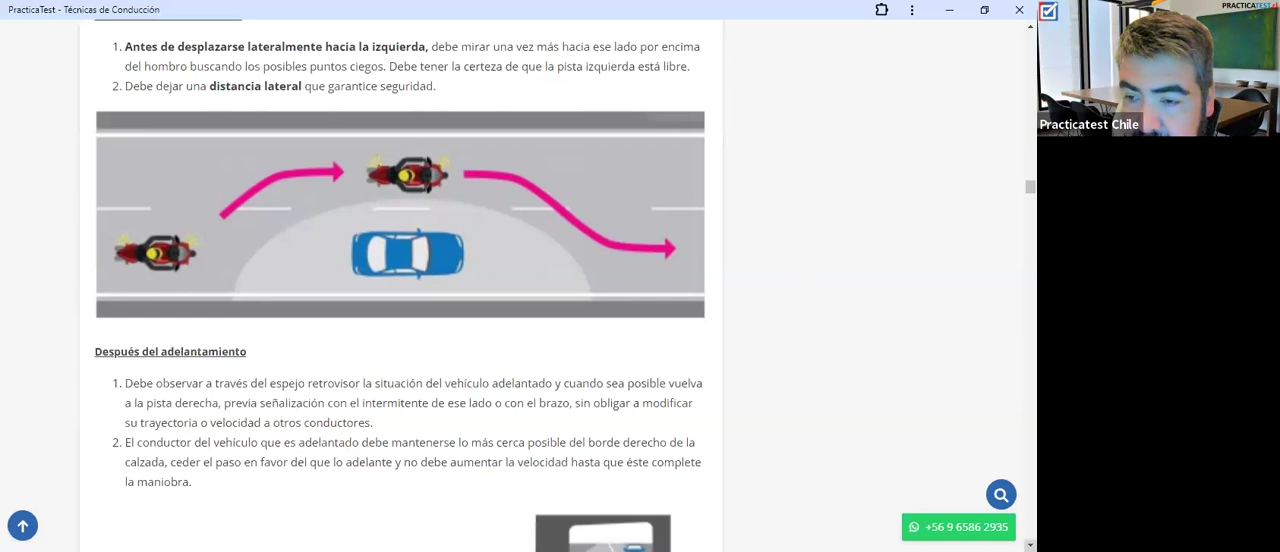 PracticaTest - Técnicas de Conducción
PRACTICATEST.cl
1. Antes de desplazarse lateralmente hacia la izquierda, debe mirar una vez más hacia ese lado por encima
del hombro buscando los posibles puntos ciegos. Debe tener la certeza de que la pista izquierda está libre.
2. Debe dejar una distancia lateral que garantice seguridad.
Practicatest Chile
Después del adelantamiento
1. Debe observar a través del espejo retrovisor la situación del vehículo adelantado y cuando sea posible vuelva
a la pista derecha, previa señalización con el intermitente de ese lado o con el brazo, sin obligar a modificar
su trayectoria o velocidad a otros conductores.
2. El conductor del vehículo que es adelantado debe mantenerse lo más cerca posible del borde derecho de la
calzada, ceder el paso en favor del que lo adelante y no debe aumentar la velocidad hasta que éste complete
la maniobra.
+56 9 6586 2935